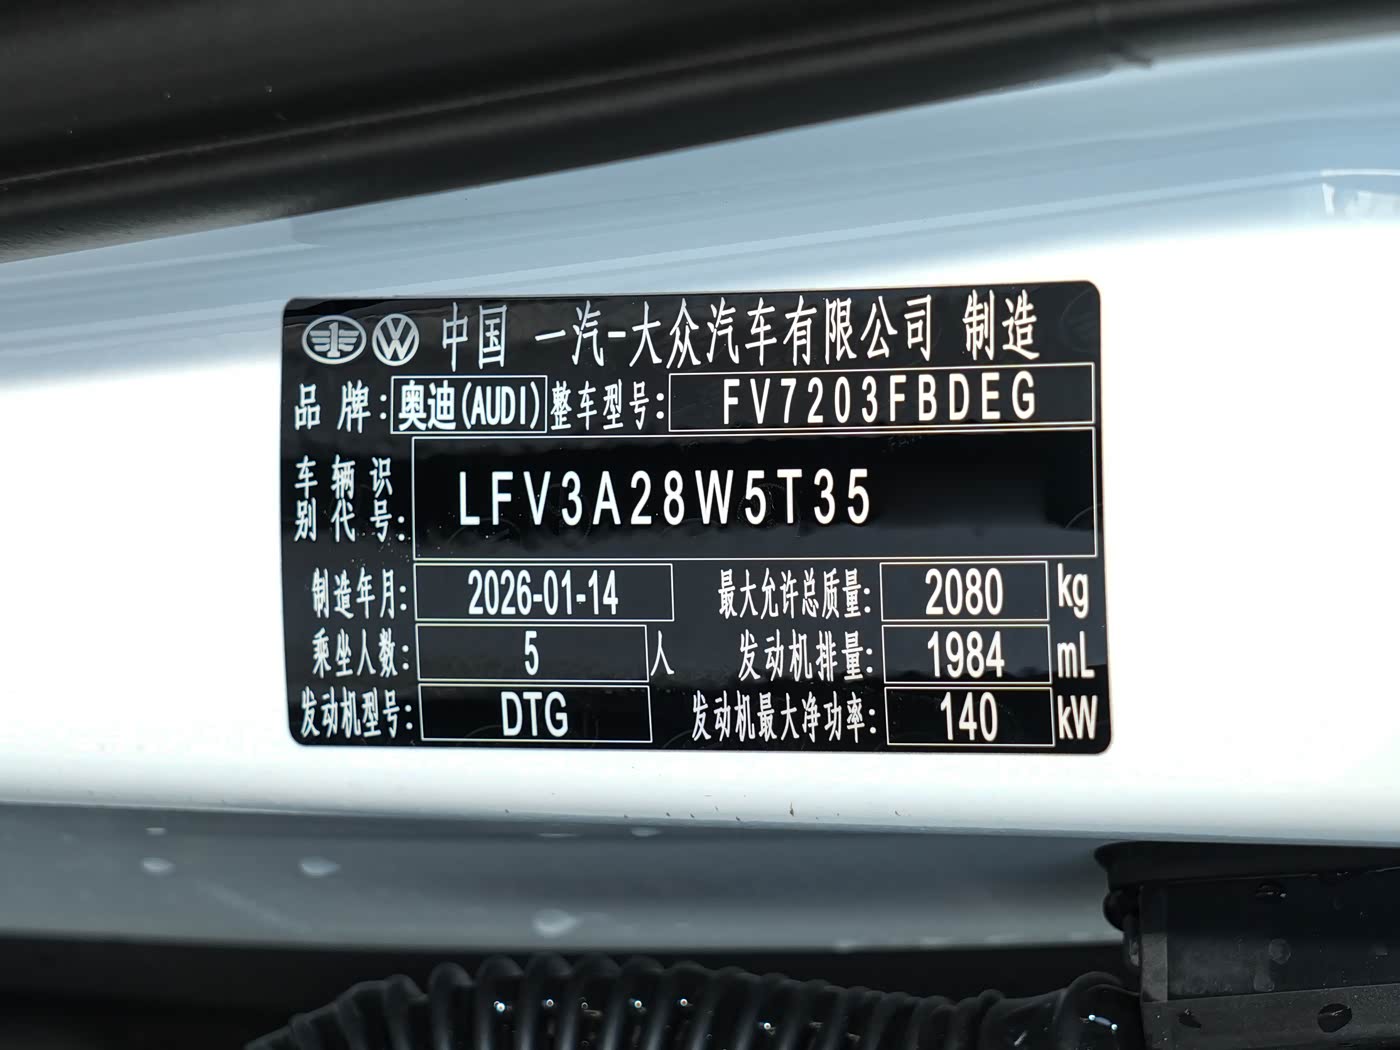 中国 一汽-大众汽车有限公司 制造
品牌: 奥迪(AUDI) 整车型号: FV7203FBDEG
车辆识别代号: LFV3A28W5T35
制造年月: 2026-01-14 最大允许总质量: 2080 kg
乘坐人数: 5 人 发动机排量: 1984 mL
发动机型号: DTG 发动机最大净功率: 140 kW